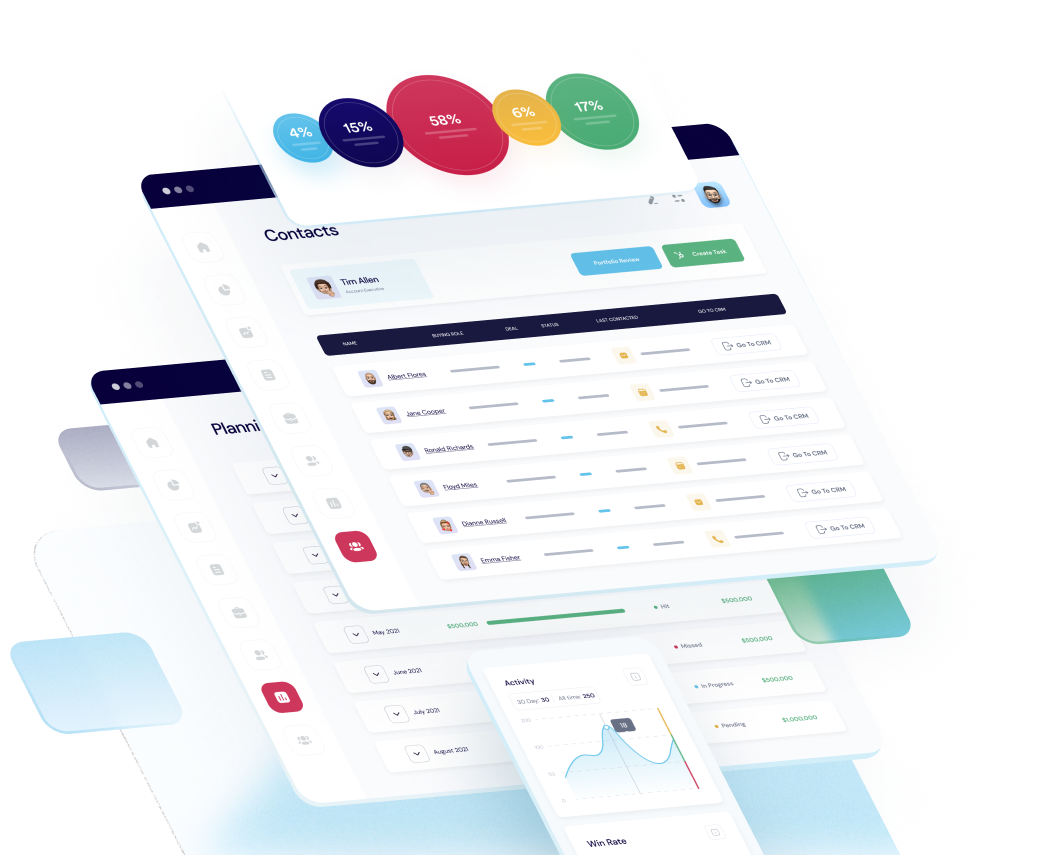 4%
15%
58%
6%
17%
Contacts
Tim Allen
Account Executive
Portfolio Review
Create Task
NAME BUYING ROLE DEAL STATUS LAST CONTACTED GO TO CRM
Albert Flores Go To CRM
Jane Cooper Go To CRM
Ronald Richards Go To CRM
Floyd Miles Go To CRM
Dianne Russell Go To CRM
Emma Fisher Go To CRM
Planni
May 2021 $500,000 Hit $500,000
June 2021 Missed $500,000
July 2021 In Progress $500,000
August 2021 Pending $1,000,000
Activity
30 Day: 30 All time: 250
18
0
Win Rate